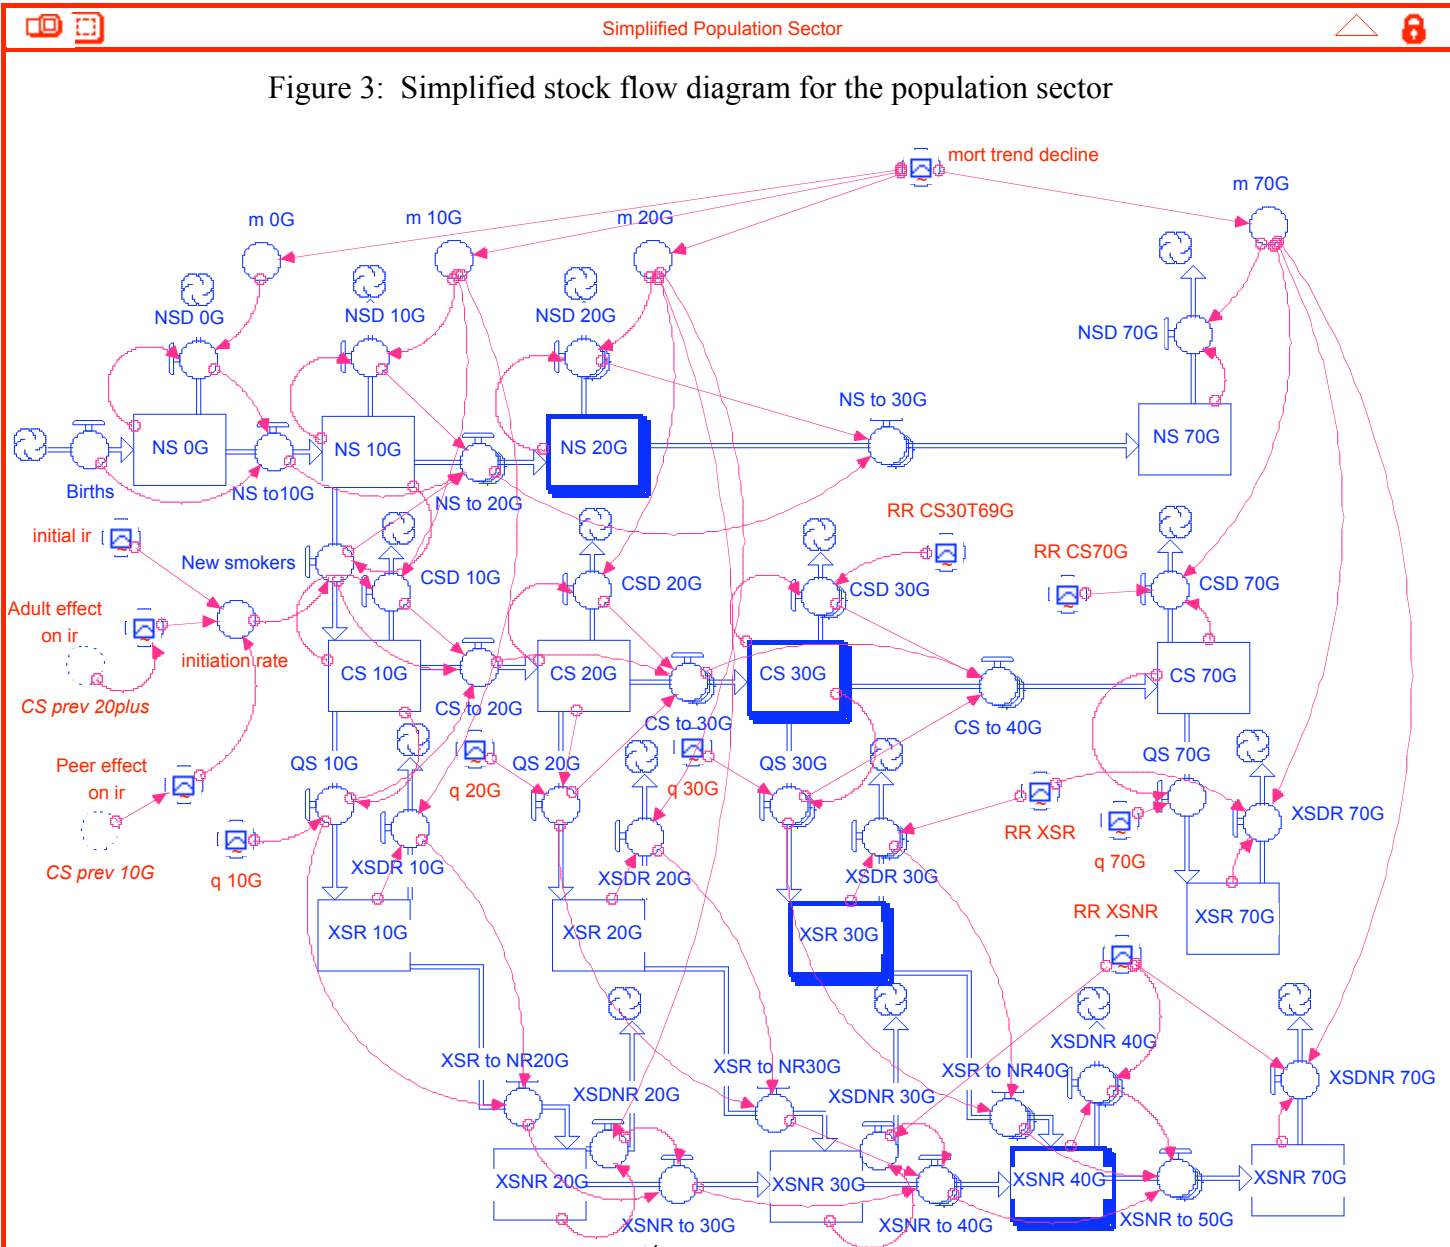 Simpliified Population Sector
Figure 3: Simplified stock flow diagram for the population sector
mort trend decline
m 70G
m 0G
m 10G
m 20G
NSD 0G
NSD 10G
NSD 20G
NSD 70G
NS to 30G
NS 0G
NS 10G
NS 20G
NS 70G
Births
NS to10G
NS to 20G
RR CS30T69G
initial ir
New smokers
CSD 10G
CSD 20G
CSD 30G
RR CS70G
CSD 70G
Adult effect
on ir
initiation rate
CS 10G
CS 20G
CS 30G
CS 70G
CS prev 20plus
CS to 20G
CS to 30G
CS to 40G
Peer effect
on ir
QS 10G
q 20G
QS 20G
q 30G
QS 30G
QS 70G
RR XSR
XSDR 70G
CS prev 10G
q 10G
XSDR 10G
XSDR 20G
XSDR 30G
q 70G
XSR 10G
XSR 20G
XSR 30G
RR XSNR
XSR 70G
XSR to NR20G
XSDNR 20G
XSR to NR30G
XSDNR 30G
XSR to NR40G
XSDNR 40G
XSDNR 70G
XSNR 20G
XSNR 30G
XSNR 40G
XSNR 70G
XSNR to 30G
XSNR to 40G
XSNR to 50G